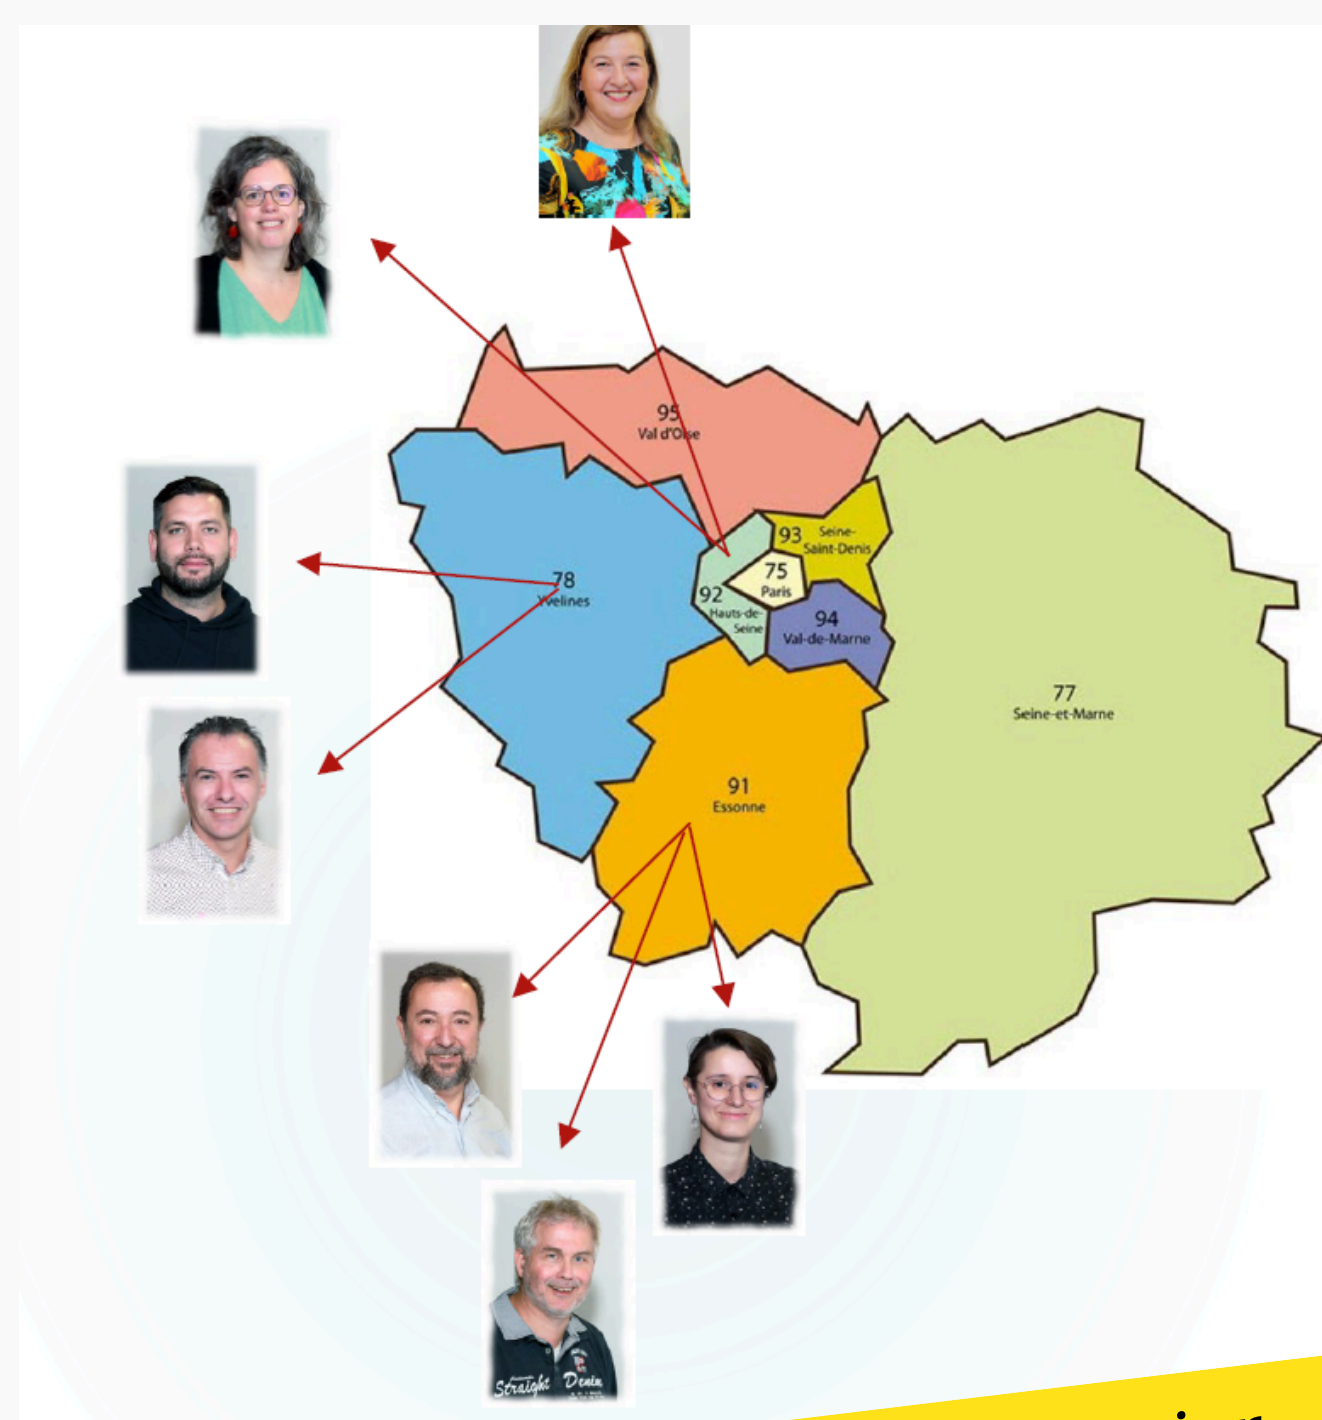 95
Val d'Oise
93
Seine-
Saint-Denis
78
Yvelines
75
Paris
92
Hauts-de-
Seine
94
Val-de-Marne
77
Seine-et-Marne
91
Essonne
Straight Denim